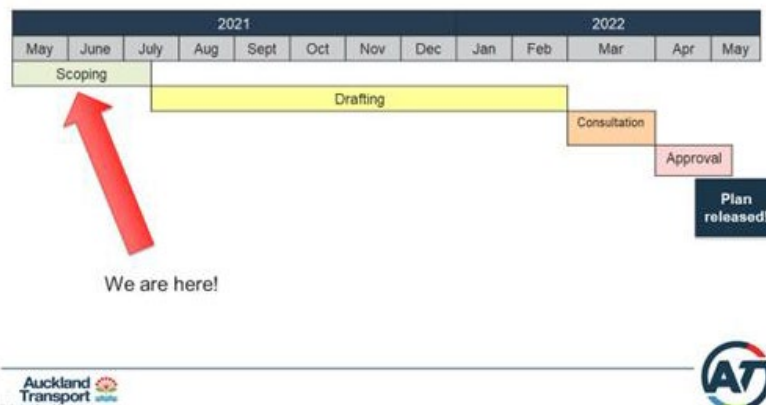 2021 2022
May June July Aug Sept Oct Nov Dec Jan Feb Mar Apr May
Scoping
Drafting
Consultation
Approval
Plan
released!
We are here!
Auckland
Transport
AT